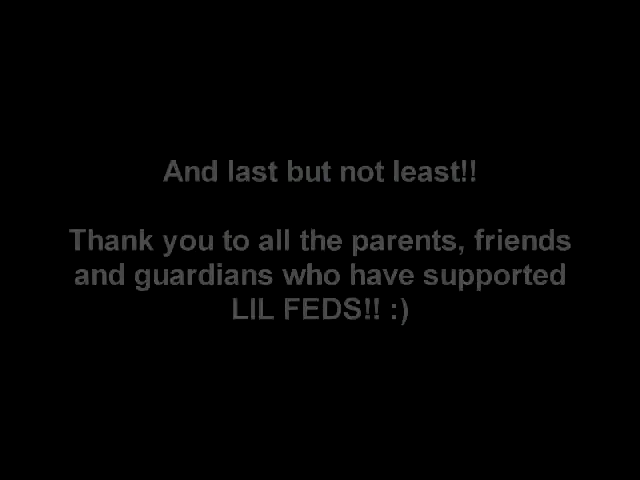 And last but not least!!
Thank you to all the parents, friends
and guardians who have supported
LIL FEDS!! :)